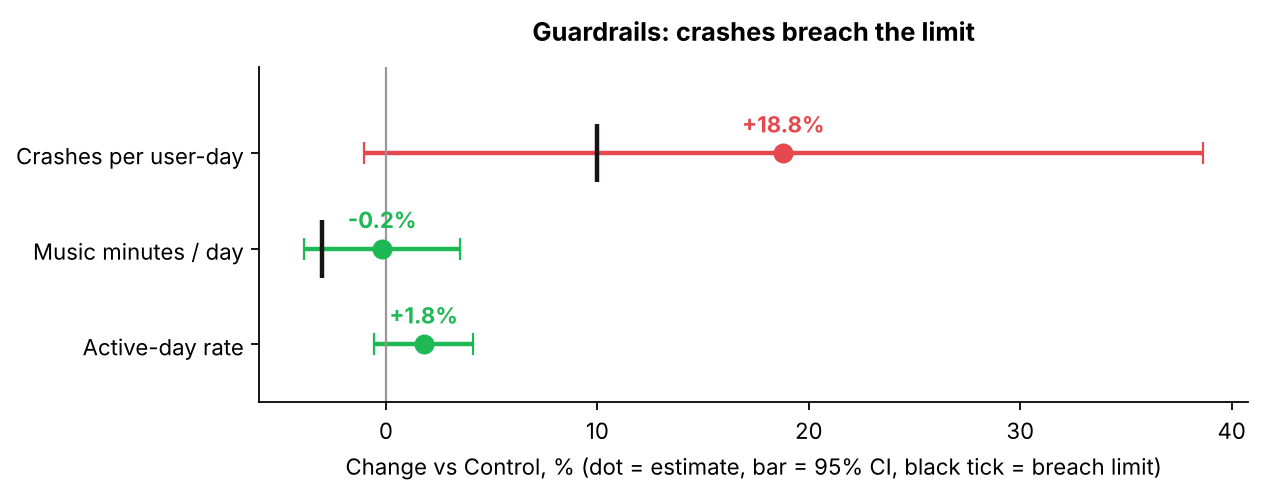 Guardrails: crashes breach the limit
+18.8%
Crashes per user-day
-0.2%
Music minutes / day
+1.8%
Active-day rate
0 10 20 30 40
Change vs Control, % (dot = estimate, bar = 95% CI, black tick = breach limit)